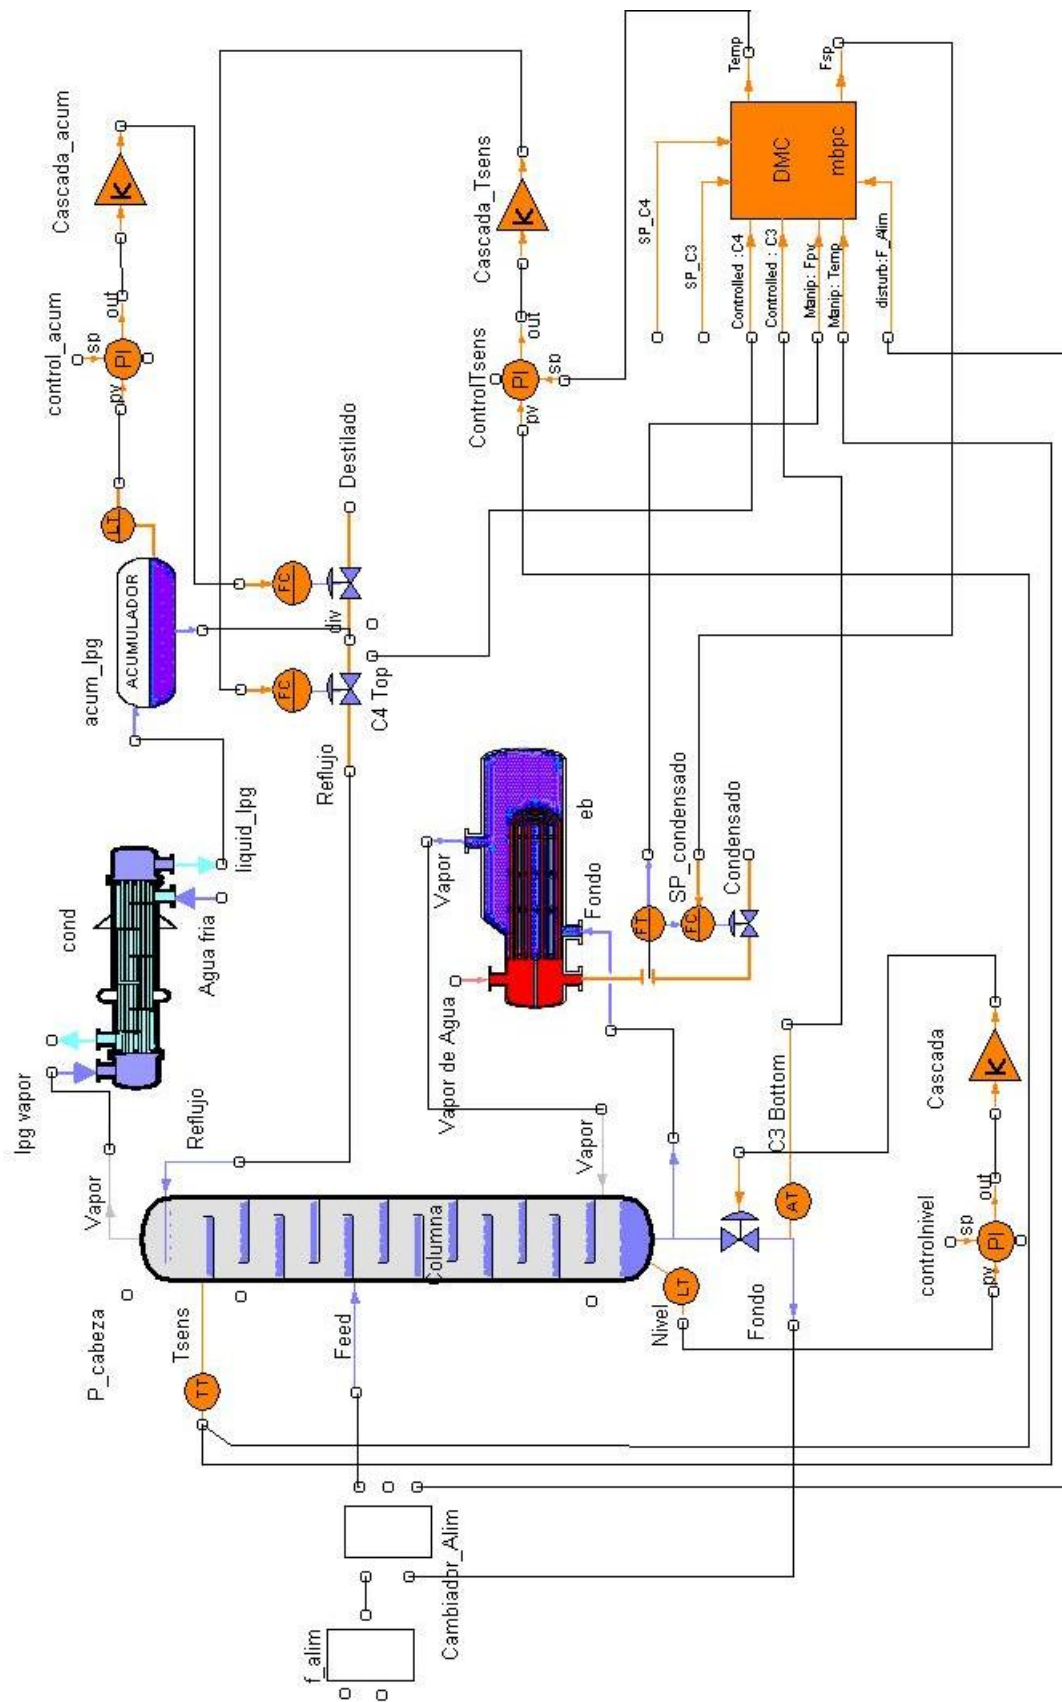 Cascada_acum
K
control_acum
sp
out
PI
pv
LT
acum_lpg
ACUMULADOR
FC
div
Destilado
FC
C4 Top
Reflujo
Cascada_Tsens
K
ControlTsens
out
PI
sp
pv
Temp
Fsp
DMC
mbpc
SP_C4
SP_C3
Controlled :C4
Controlled : C3
Manip: Fpv
Manip: Temp
disturb:F_Alim
cond
liquid_lpg
Agua fria
lpg vapor
Vapor
Reflujo
Vapor
Vapor de Agua
eb
Fondo
FT
SP_condensado
FC
Condensado
Vapor
Columna
P_cabeza
Tsens
TT
Feed
Nivel
LT
Fondo
AT
C3 Bottom
Cascada
K
controlnivel
sp
out
PI
pv
Cambiador_Alim
f_alim